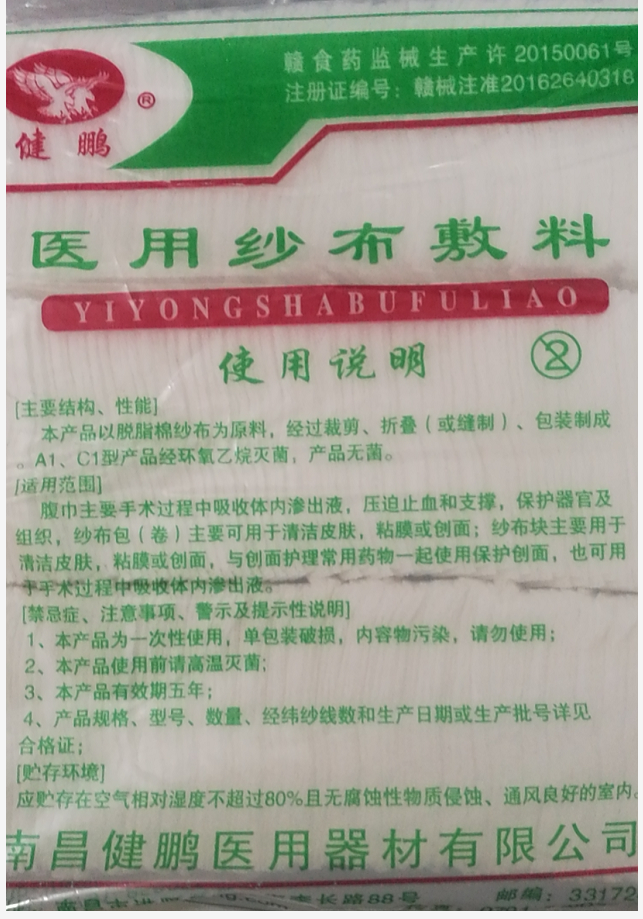 赣食药监械生产许 20150061号
注册证编号：赣械注准20162640318
®
健 鹏
医用纱布敷料
YIYONGSHABUFULIAO
使用说明
2
[主要结构、性能]
本产品以脱脂棉纱布为原料，经过裁剪、折叠（或缝制）、包装制成
。A1、C1型产品经环氧乙烷灭菌，产品无菌。
[适用范围]
腹巾主要手术过程中吸收体内渗出液，压迫止血和支撑，保护器官及
组织，纱布包（卷）主要可用于清洁皮肤，粘膜或创面；纱布块主要用于
清洁皮肤，粘膜或创面，与创面护理常用药物一起使用保护创面，也可用
于手术过程中吸收体内渗出液。
[禁忌症、注意事项、警示及提示性说明]
1、本产品为一次性使用，单包装破损，内容物污染，请勿使用；
2、本产品使用前请高温灭菌；
3、本产品有效期五年；
4、产品规格、型号、数量、经纬纱线数和生产日期或生产批号详见
合格证；
[贮存环境]
应贮存在空气相对湿度不超过80%且无腐蚀性物质侵蚀、通风良好的室内。
南昌健鹏医用器材有限公司
长路88号 邮编：33172